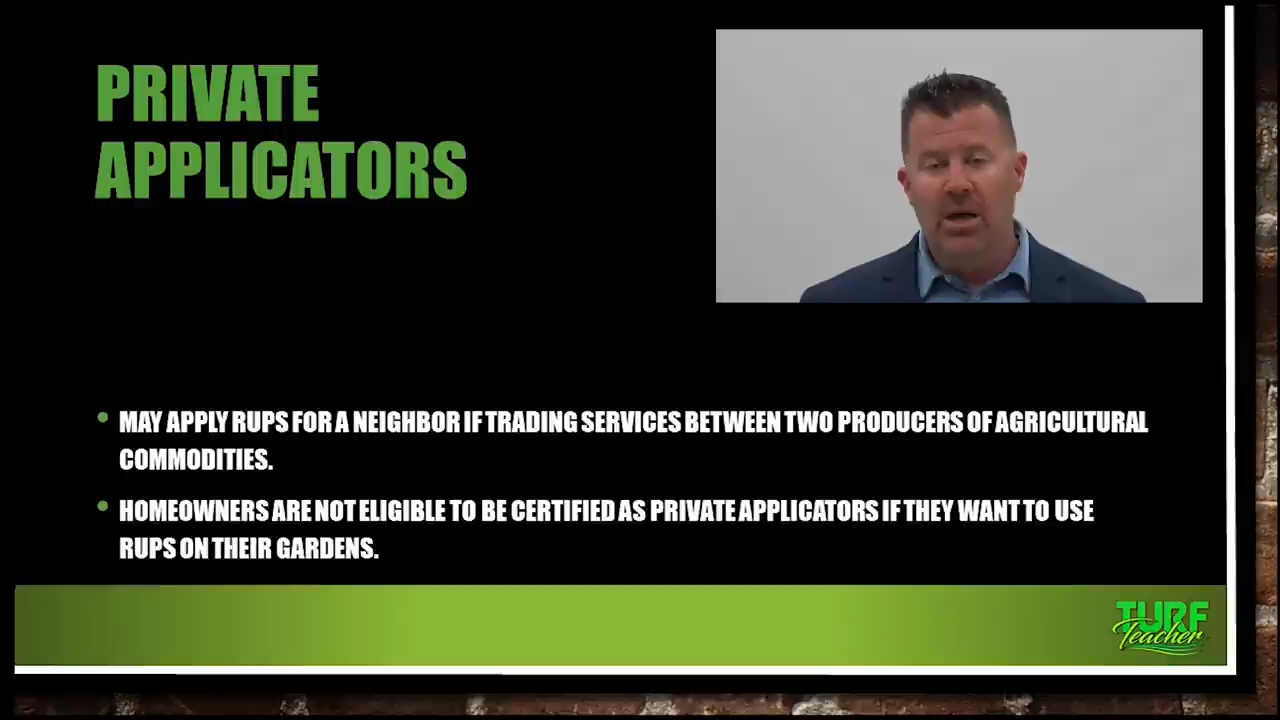 PRIVATE
APPLICATORS
• MAY APPLY RUPS FOR A NEIGHBOR IF TRADING SERVICES BETWEEN TWO PRODUCERS OF AGRICULTURAL
COMMODITIES.
• HOMEOWNERS ARE NOT ELIGIBLE TO BE CERTIFIED AS PRIVATE APPLICATORS IF THEY WANT TO USE
RUPS ON THEIR GARDENS.
TURF
Teacher